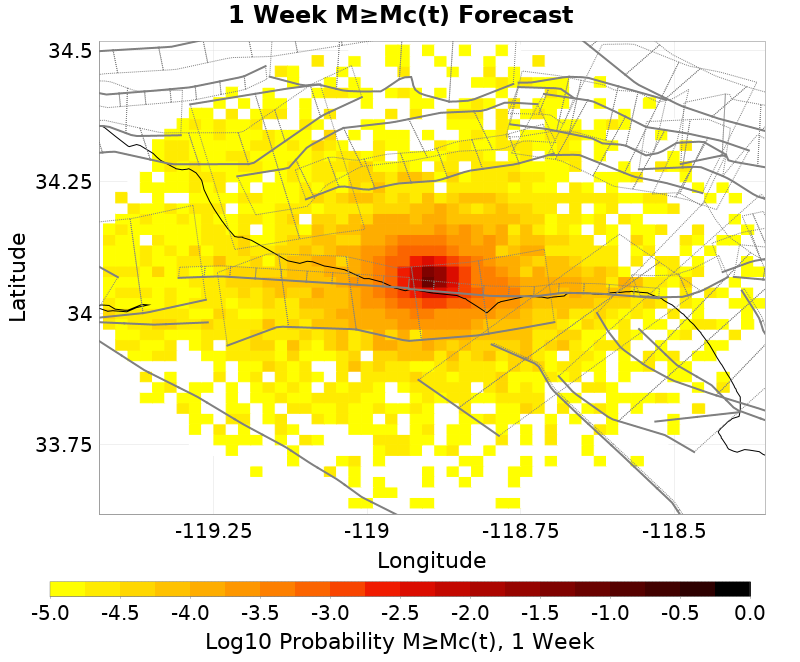 1 Week M≥Mc(t) Forecast
34.5
34.25
34
33.75
Latitude
-119.25 -119 -118.75 -118.5
Longitude
-5.0 -4.5 -4.0 -3.5 -3.0 -2.5 -2.0 -1.5 -1.0 -0.5 0.0
Log10 Probability M≥Mc(t), 1 Week